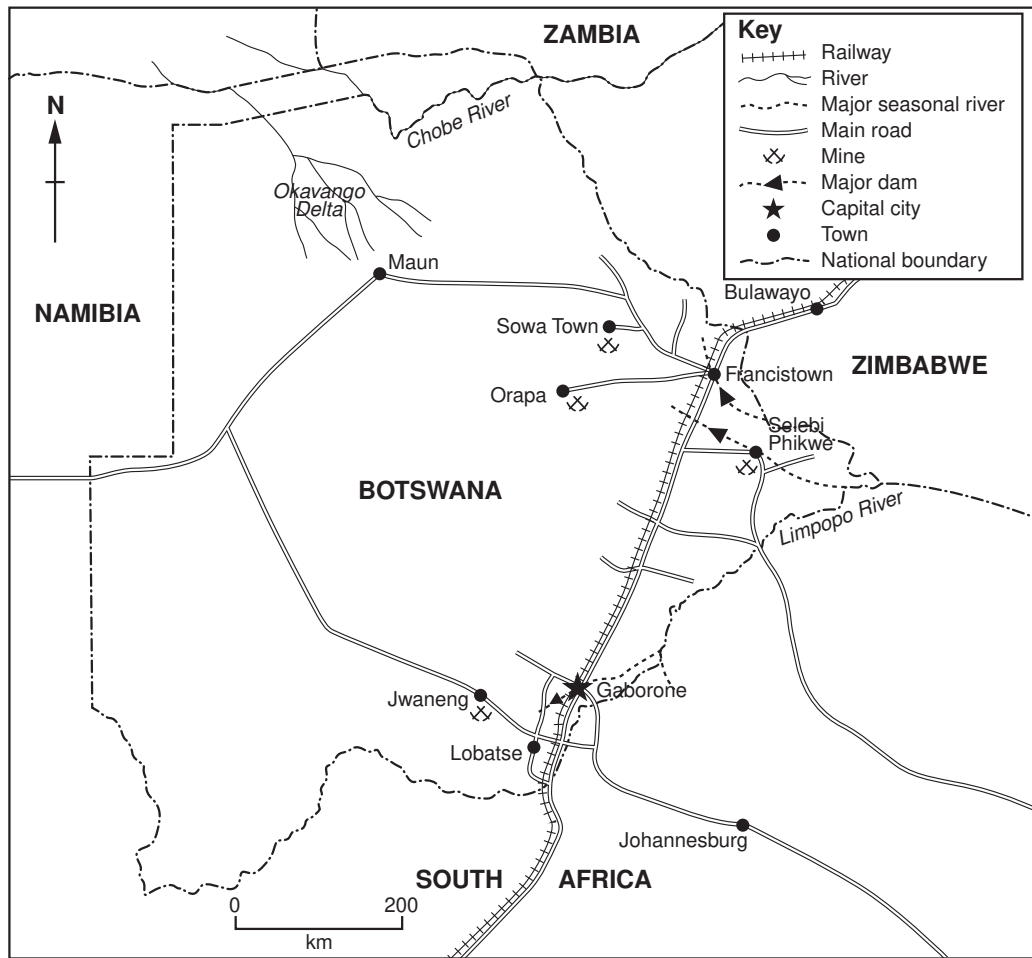 ZAMBIA
Key
Railway
River
Major seasonal river
Main road
Mine
Major dam
Capital city
Town
National boundary
N
Chobe River
Okavango
Delta
Maun
NAMIBIA
Bulawayo
Sowa Town
ZIMBABWE
Francistown
Orapa
Selebi
Phikwe
BOTSWANA
Limpopo River
Gaborone
Jwaneng
Lobatse
Johannesburg
SOUTH AFRICA
0 200
km